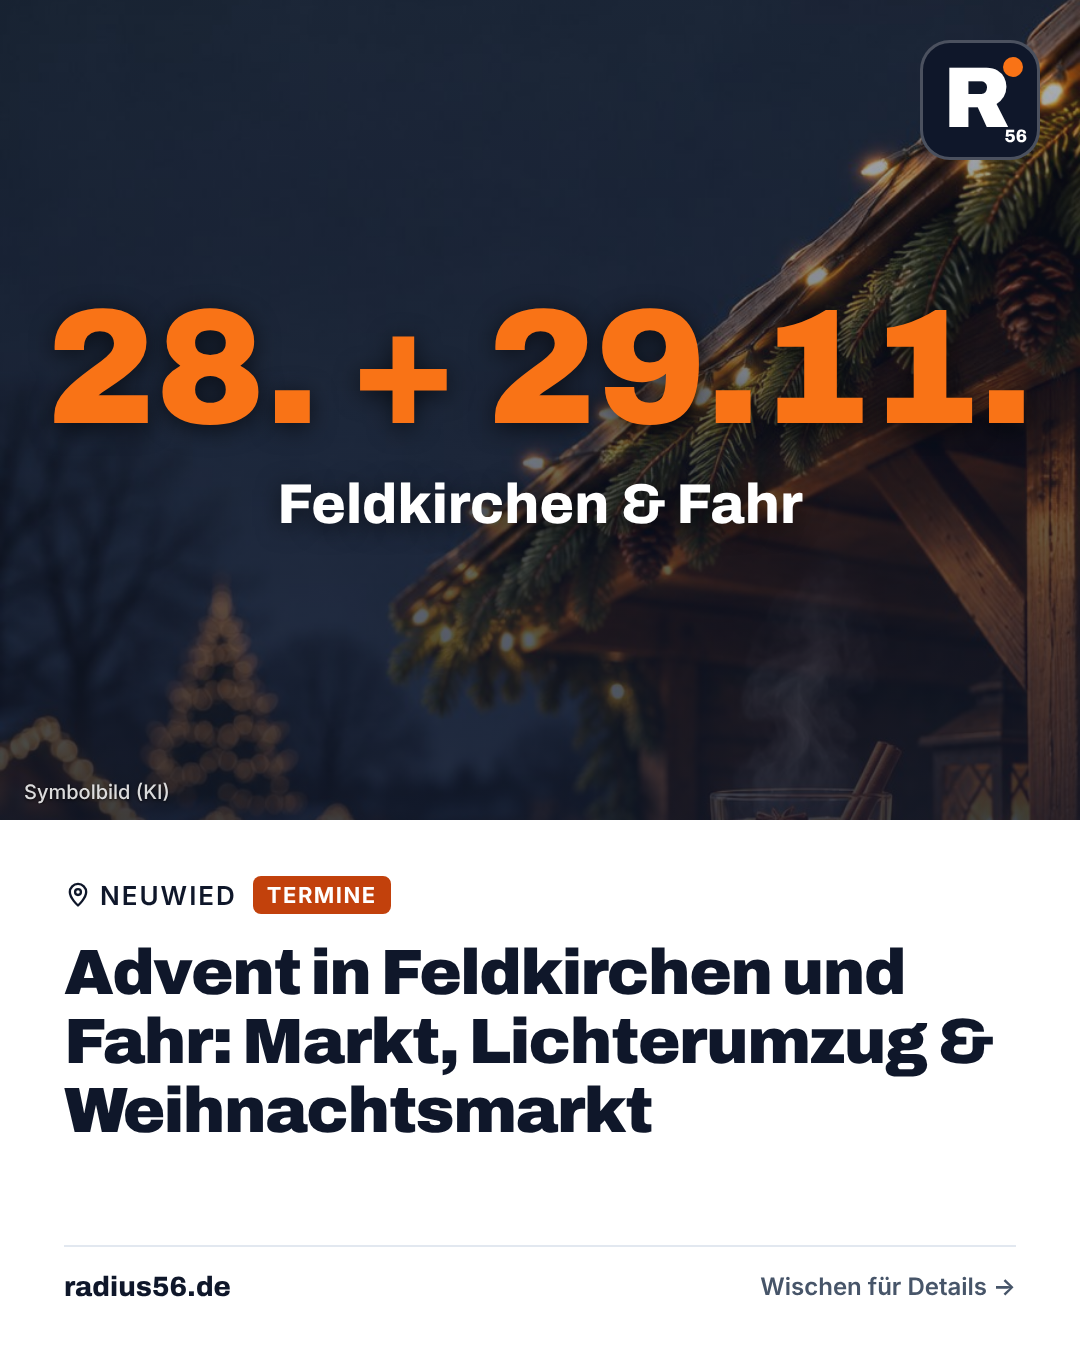 R
56
28. + 29.11.
Feldkirchen & Fahr
Symbolbild (KI)
NEUWIED TERMINE
Advent in Feldkirchen und
Fahr: Markt, Lichterumzug &
Weihnachtsmarkt
radius56.de Wischen für Details →